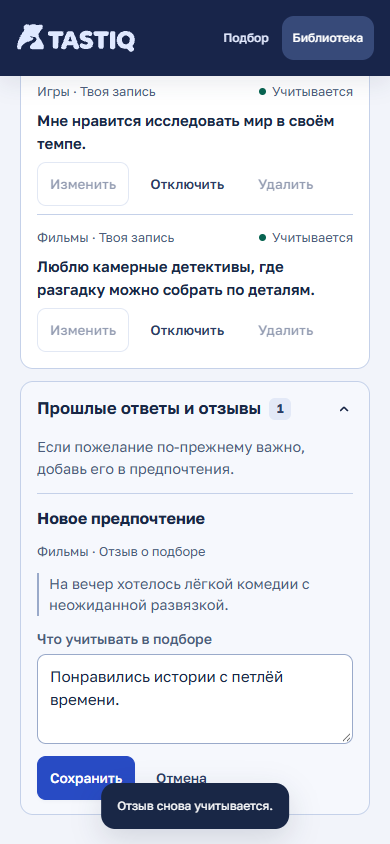 TASTIQ
Подбор
Библиотека
Игры · Твоя запись
Учитывается
Мне нравится исследовать мир в своём
темпе.
Изменить
Отключить
Удалить
Фильмы · Твоя запись
Учитывается
Люблю камерные детективы, где
разгадку можно собрать по деталям.
Изменить
Отключить
Удалить
Прошлые ответы и отзывы 1
Если пожелание по-прежнему важно,
добавь его в предпочтения.
Новое предпочтение
Фильмы · Отзыв о подборе
На вечер хотелось лёгкой комедии с
неожиданной развязкой.
Что учитывать в подборе
Понравились истории с петлёй
времени.
Сохранить
Отмена
Отзыв снова учитывается.